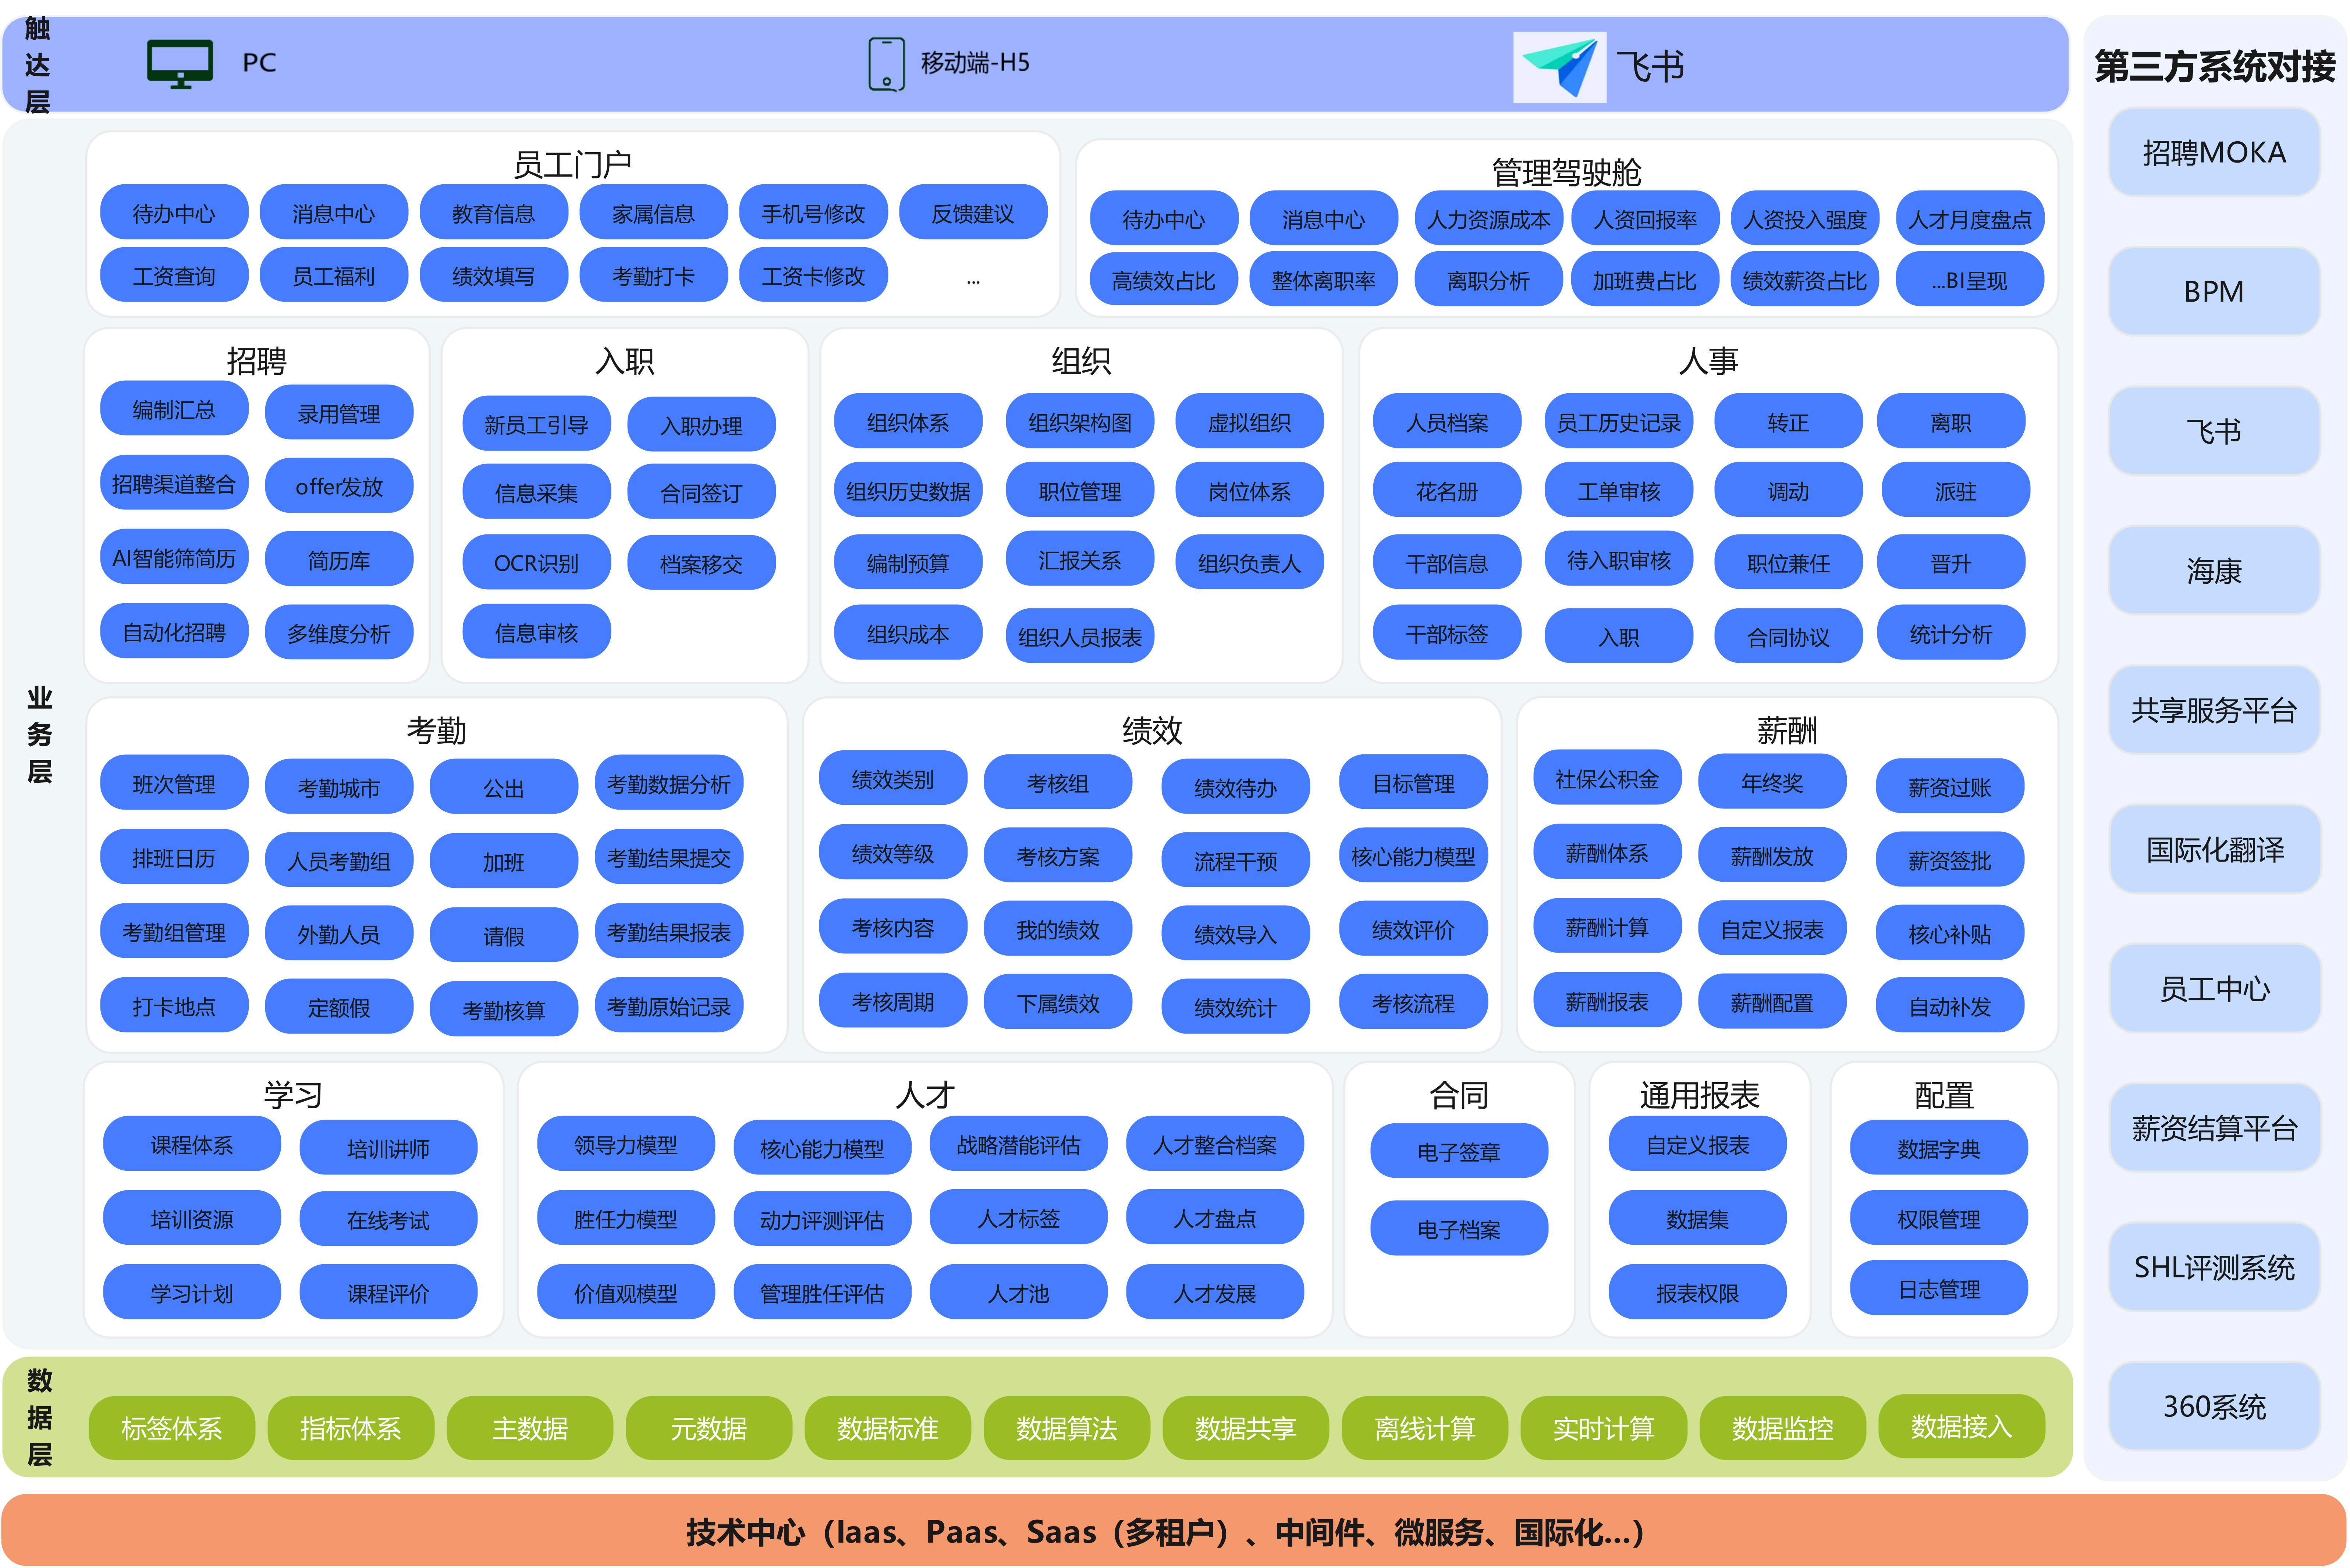 触达层
PC
移动端-H5
飞书
第三方系统对接
招聘MOKA
BPM
飞书
海康
共享服务平台
国际化翻译
员工中心
薪资结算平台
SHL评测系统
360系统
业务层
员工门户
待办中心 消息中心 教育信息 家属信息 手机号修改 反馈建议
工资查询 员工福利 绩效填写 考勤打卡 工资卡修改 ...
管理驾驶舱
待办中心 消息中心 人力资源成本 人资回报率 人资投入强度 人才月度盘点
高绩效占比 整体离职率 离职分析 加班费占比 绩效薪资占比 ...BI呈现
招聘
编制汇总 录用管理
招聘渠道整合 offer发放
AI智能筛简历 简历库
自动化招聘 多维度分析
入职
新员工引导 入职办理
信息采集 合同签订
OCR识别 档案移交
信息审核
组织
组织体系 组织架构图 虚拟组织
组织历史数据 职位管理 岗位体系
编制预算 汇报关系 组织负责人
组织成本 组织人员报表
人事
人员档案 员工历史记录 转正 离职
花名册 工单审核 调动 派驻
干部信息 待入职审核 职位兼任 晋升
干部标签 入职 合同协议 统计分析
考勤
班次管理 考勤城市 公出 考勤数据分析
排班日历 人员考勤组 加班 考勤结果提交
考勤组管理 外勤人员 请假 考勤结果报表
打卡地点 定额假 考勤核算 考勤原始记录
绩效
绩效类别 考核组 绩效待办 目标管理
绩效等级 考核方案 流程干预 核心能力模型
考核内容 我的绩效 绩效导入 绩效评价
考核周期 下属绩效 绩效统计 考核流程
薪酬
社保公积金 年终奖 薪资过账
薪酬体系 薪酬发放 薪资签批
薪酬计算 自定义报表 核心补贴
薪酬报表 薪酬配置 自动补发
学习
课程体系 培训讲师
培训资源 在线考试
学习计划 课程评价
人才
领导力模型 核心能力模型 战略潜能评估 人才整合档案
胜任力模型 动力评测评估 人才标签 人才盘点
价值观模型 管理胜任评估 人才池 人才发展
合同
电子签章
电子档案
通用报表
自定义报表
数据集
报表权限
配置
数据字典
权限管理
日志管理
数据层
标签体系 指标体系 主数据 元数据 数据标准 数据算法 数据共享 离线计算 实时计算 数据监控 数据接入
技术中心（Iaas、Paas、Saas（多租户）、中间件、微服务、国际化...）